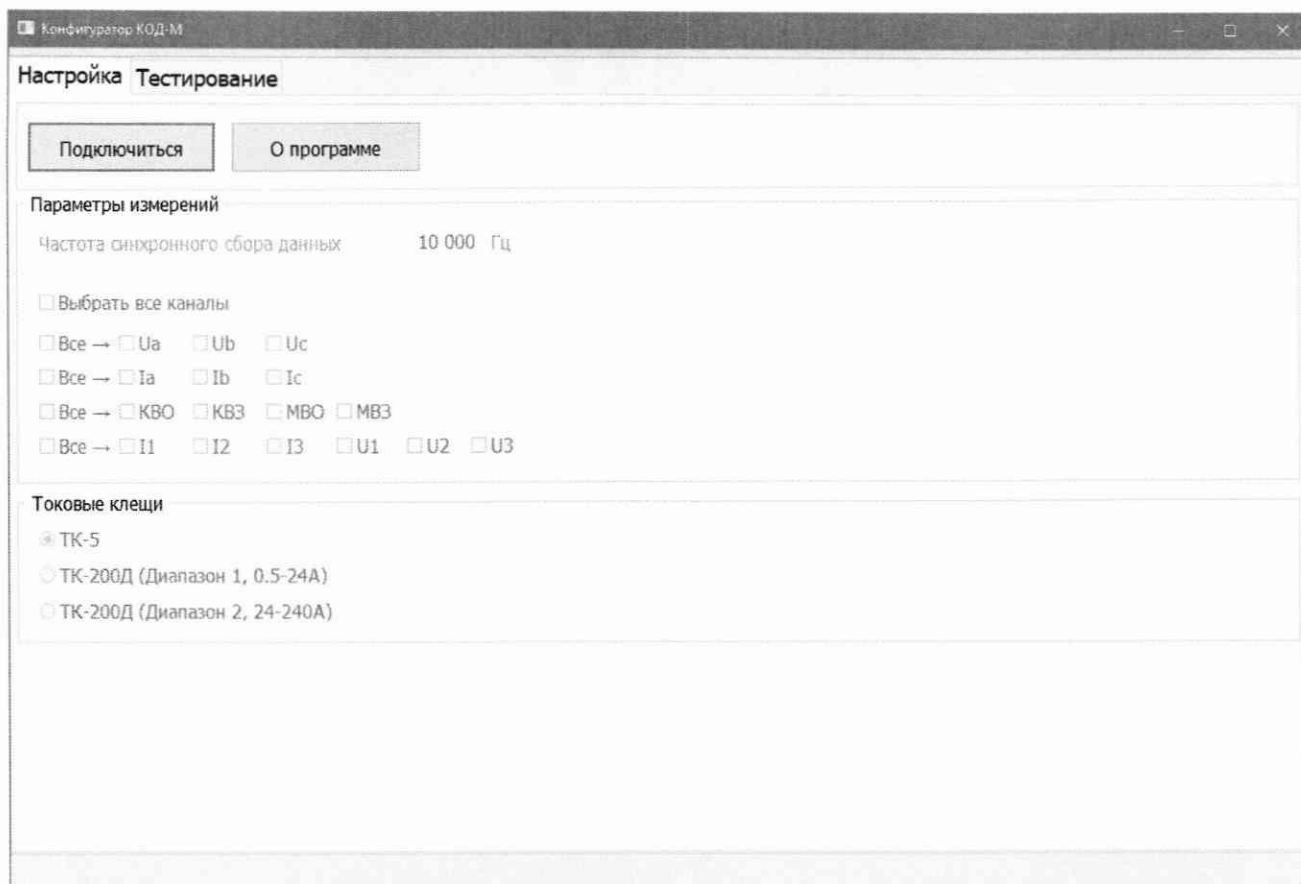 Конфигуратор КОД-М
Настройка Тестирование
Подключиться О программе
Параметры измерений
Частота синхронного сбора данных 10 000 Гц
Выбрать все каналы
Все → Ua Ub Uc
Все → Ia Ib Ic
Все → КВО КВЗ МВО МВЗ
Все → I1 I2 I3 U1 U2 U3
Токовые клещи
ТК-5
ТК-200Д (Диапазон 1, 0.5-24А)
ТК-200Д (Диапазон 2, 24-240А)